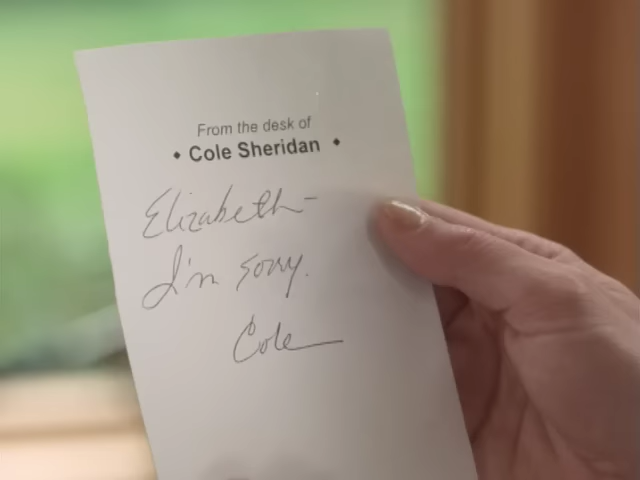 From the desk of
• Cole Sheridan •
Elizabeth-
I'm sorry.
Cole